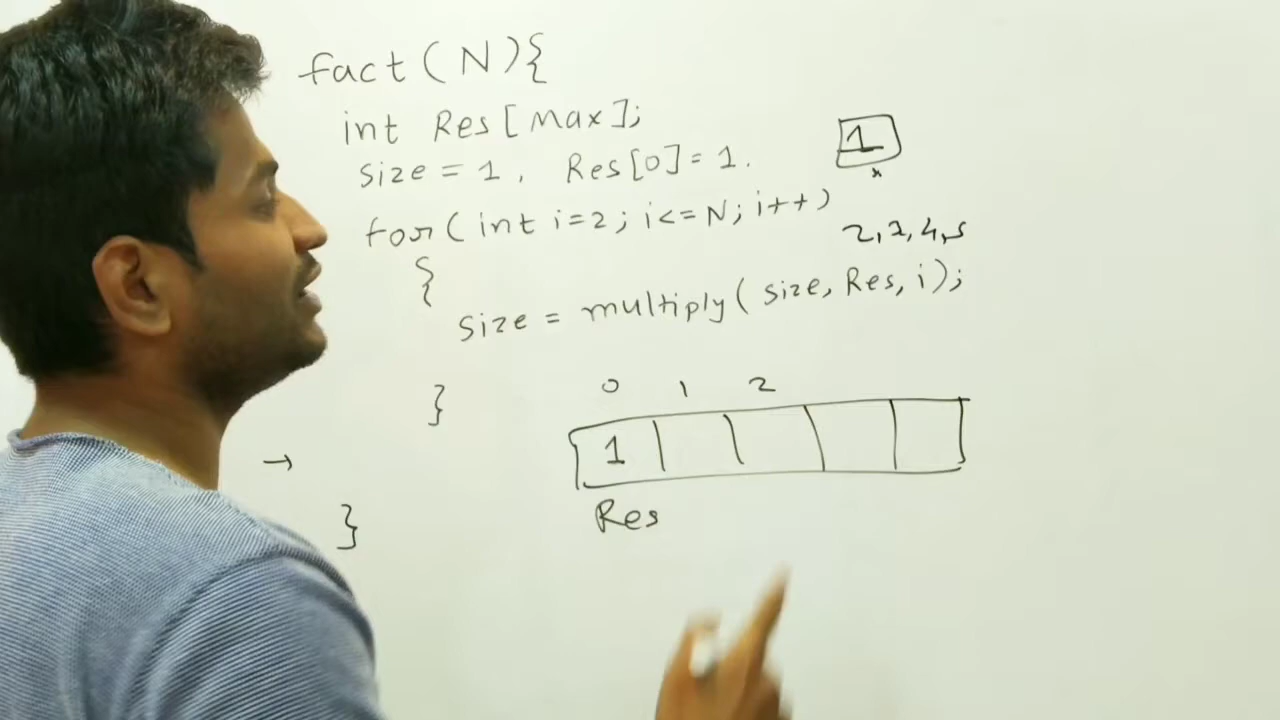 fact(N){
int Res[Max];
size = 1, Res[0]=1.
1
for(int i=2; i<=N; i++)
2,3,4,5
{
size = multiply(size, Res, i);
}
0 1 2
1
→
Res
}